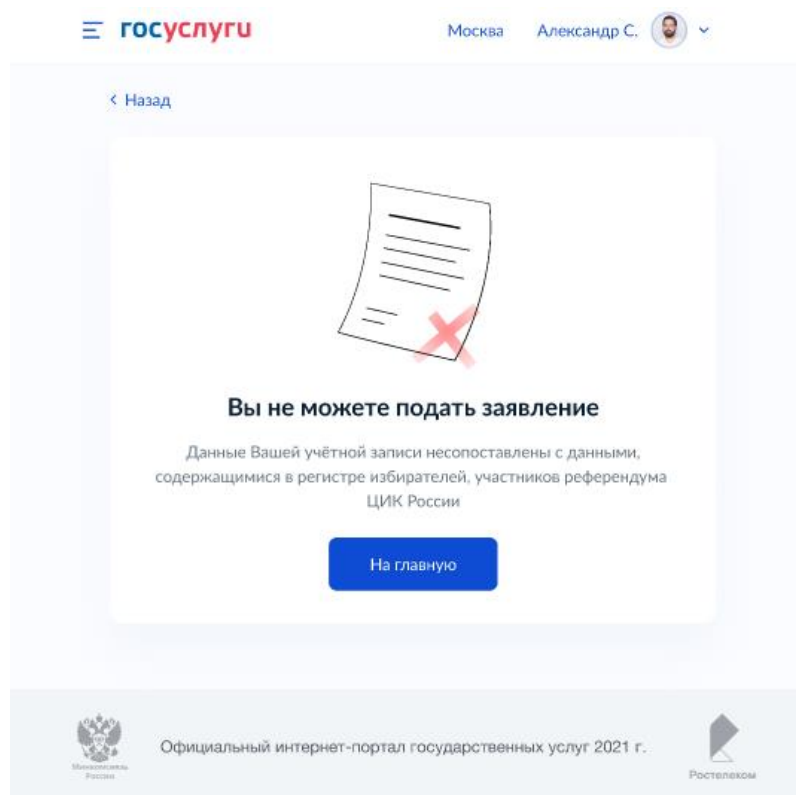 госуслуги Москва Александр С.
Назад
Вы не можете подать заявление
Данные Вашей учётной записи несопоставлены с данными,
содержащимися в регистре избирателей, участников референдума
ЦИК России
На главную
Официальный интернет-портал государственных услуг 2021 г.
России
Ростелеком